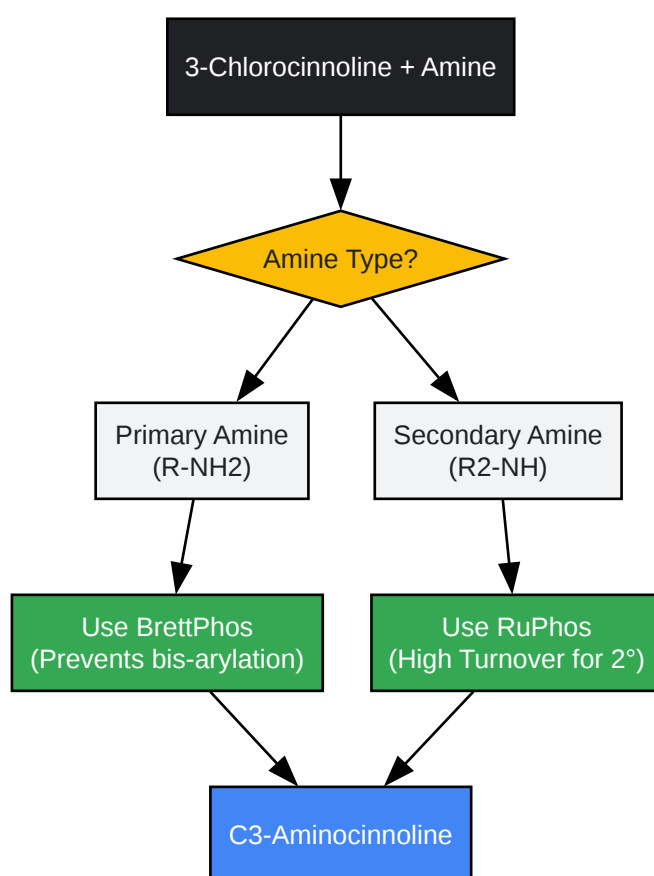 3-Chlorocinnoline + Amine
Amine Type?
Primary Amine
(R-NH2)
Secondary Amine
(R2-NH)
Use BrettPhos
(Prevents bis-arylation)
Use RuPhos
(High Turnover for 2°)
C3-Aminocinnoline